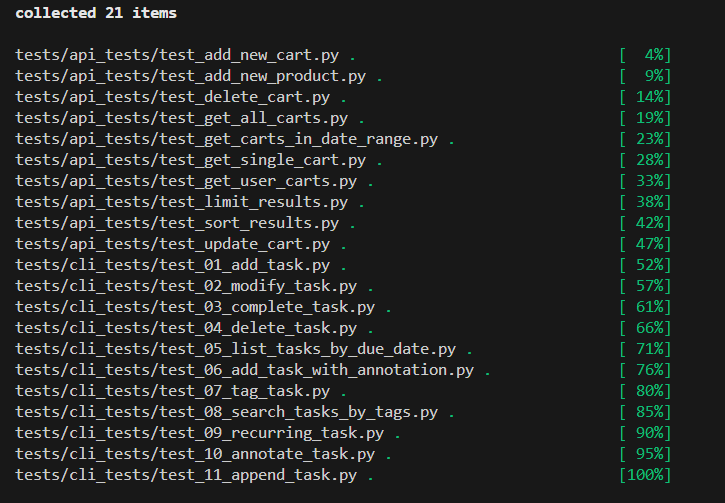 collected 21 items
tests/api_tests/test_add_new_cart.py . [  4%]
tests/api_tests/test_add_new_product.py . [  9%]
tests/api_tests/test_delete_cart.py . [ 14%]
tests/api_tests/test_get_all_carts.py . [ 19%]
tests/api_tests/test_get_carts_in_date_range.py . [ 23%]
tests/api_tests/test_get_single_cart.py . [ 28%]
tests/api_tests/test_get_user_carts.py . [ 33%]
tests/api_tests/test_limit_results.py . [ 38%]
tests/api_tests/test_sort_results.py . [ 42%]
tests/api_tests/test_update_cart.py . [ 47%]
tests/cli_tests/test_01_add_task.py . [ 52%]
tests/cli_tests/test_02_modify_task.py . [ 57%]
tests/cli_tests/test_03_complete_task.py . [ 61%]
tests/cli_tests/test_04_delete_task.py . [ 66%]
tests/cli_tests/test_05_list_tasks_by_due_date.py . [ 71%]
tests/cli_tests/test_06_add_task_with_annotation.py . [ 76%]
tests/cli_tests/test_07_tag_task.py . [ 80%]
tests/cli_tests/test_08_search_tasks_by_tags.py . [ 85%]
tests/cli_tests/test_09_recurring_task.py . [ 90%]
tests/cli_tests/test_10_annotate_task.py . [ 95%]
tests/cli_tests/test_11_append_task.py . [100%]